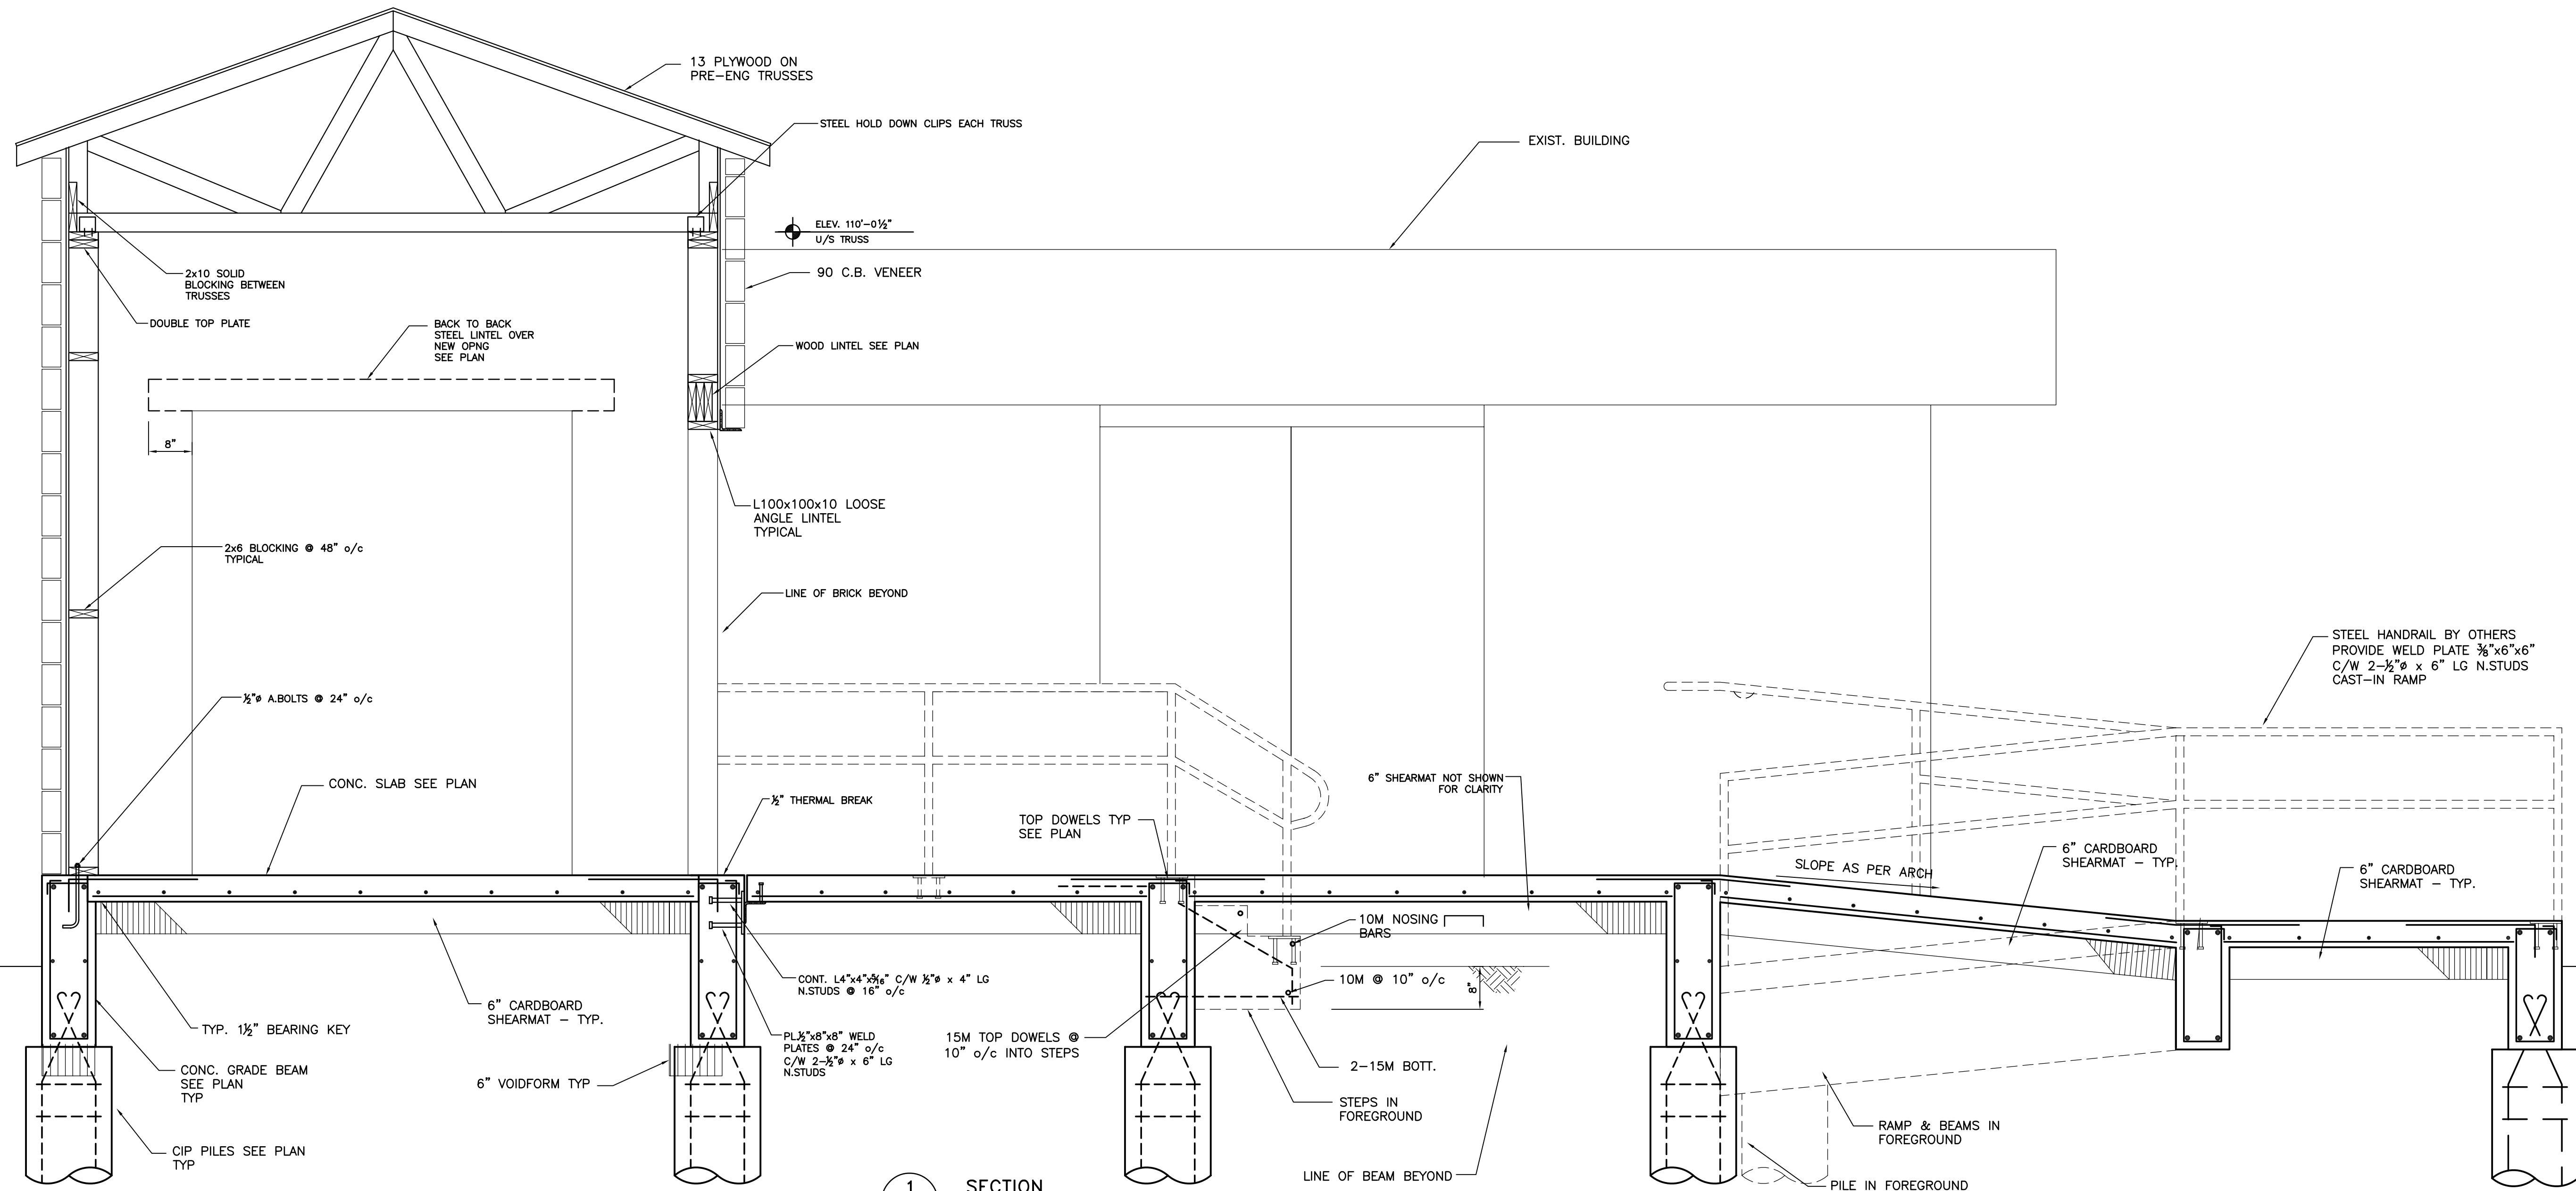 13 PLYWOOD ON
PRE-ENG TRUSSES
STEEL HOLD DOWN CLIPS EACH TRUSS
EXIST. BUILDING
ELEV. 110'-0½"
U/S TRUSS
2x10 SOLID
BLOCKING BETWEEN
TRUSSES
90 C.B. VENEER
DOUBLE TOP PLATE
BACK TO BACK
STEEL LINTEL OVER
NEW OPNG
SEE PLAN
WOOD LINTEL SEE PLAN
8"
L100x100x10 LOOSE
ANGLE LINTEL
TYPICAL
2x6 BLOCKING @ 48" o/c
TYPICAL
LINE OF BRICK BEYOND
STEEL HANDRAIL BY OTHERS
PROVIDE WELD PLATE ⅜"x6"x6"
C/W 2-½"ø x 6" LG N.STUDS
CAST-IN RAMP
½"ø A.BOLTS @ 24" o/c
CONC. SLAB SEE PLAN
½" THERMAL BREAK
6" SHEARMAT NOT SHOWN
FOR CLARITY
TOP DOWELS TYP
SEE PLAN
SLOPE AS PER ARCH
6" CARDBOARD
SHEARMAT - TYP.
6" CARDBOARD
SHEARMAT - TYP.
10M NOSING
BARS
CONT. L4"x4"x5/16" C/W ½"ø x 4" LG
N.STUDS @ 16" o/c
10M @ 10" o/c
8"
6" CARDBOARD
SHEARMAT - TYP.
TYP. 1½" BEARING KEY
PL½"x8"x8" WELD
PLATES @ 24" o/c
C/W 2-½"ø x 6" LG
N.STUDS
15M TOP DOWELS @
10" o/c INTO STEPS
2-15M BOTT.
CONC. GRADE BEAM
SEE PLAN
TYP
6" VOIDFORM TYP
STEPS IN
FOREGROUND
RAMP & BEAMS IN
FOREGROUND
CIP PILES SEE PLAN
TYP
LINE OF BEAM BEYOND
PILE IN FOREGROUND
1
SECTION